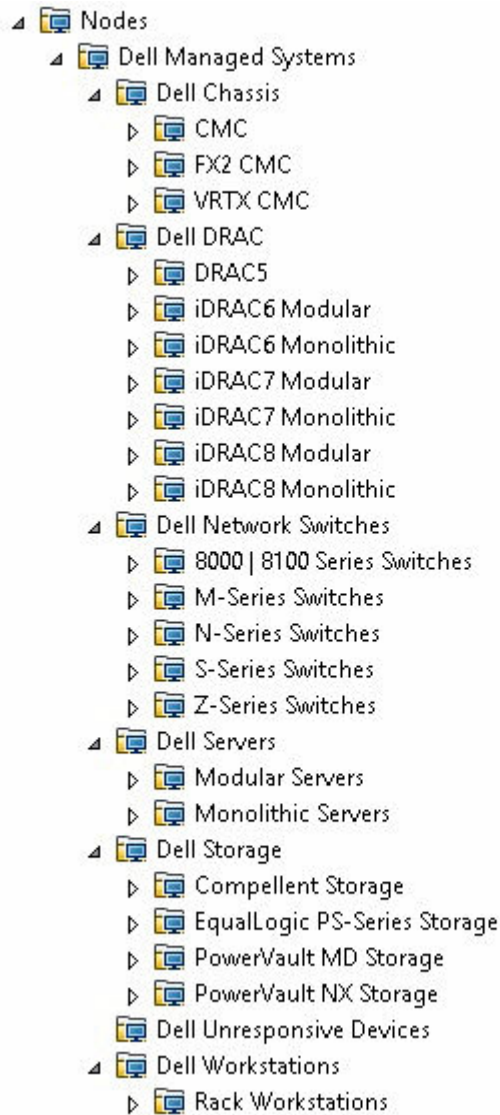 Nodes
Dell Managed Systems
Dell Chassis
CMC
FX2 CMC
VRTX CMC
Dell DRAC
DRAC5
iDRAC6 Modular
iDRAC6 Monolithic
iDRAC7 Modular
iDRAC7 Monolithic
iDRAC8 Modular
iDRAC8 Monolithic
Dell Network Switches
8000 | 8100 Series Switches
M-Series Switches
N-Series Switches
S-Series Switches
Z-Series Switches
Dell Servers
Modular Servers
Monolithic Servers
Dell Storage
Compellent Storage
EqualLogic PS-Series Storage
PowerVault MD Storage
PowerVault NX Storage
Dell Unresponsive Devices
Dell Workstations
Rack Workstations